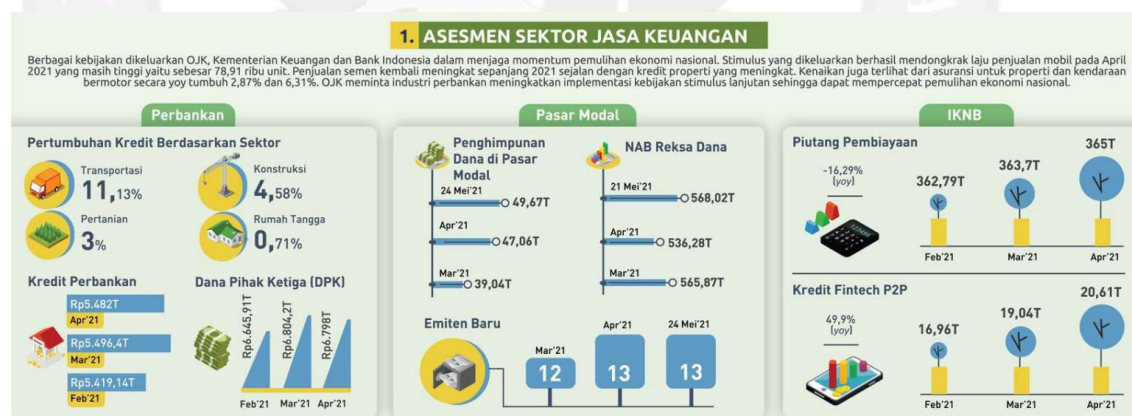 1. ASESMEN SEKTOR JASA KEUANGAN
Berbagai kebijakan dikeluarkan OJK, Kementerian Keuangan dan Bank Indonesia dalam menjaga momentum pemulihan ekonomi nasional. Stimulus yang dikeluarkan berhasil mendongkrak laju penjualan mobil pada April
2021 yang masih tinggi yaitu sebesar 78,91 ribu unit. Penjualan semen kembali meningkat sepanjang 2021 sejalan dengan kredit properti yang meningkat. Kenaikan juga terlihat dari asuransi untuk properti dan kendaraan
bermotor secara yoy tumbuh 2,87% dan 6,31%. OJK meminta industri perbankan meningkatkan implementasi kebijakan stimulus lanjutan sehingga dapat mempercepat pemulihan ekonomi nasional.
Perbankan
Pertumbuhan Kredit Berdasarkan Sektor
Transportasi
11,13%
Konstruksi
4,58%
Pertanian
3%
Rumah Tangga
0,71%
Kredit Perbankan
Rp5.482T
Apr'21
Rp5.496,4T
Mar'21
Rp5.419,14T
Feb'21
Dana Pihak Ketiga (DPK)
Rp6.645,91T
Rp6.804,2T
Rp6.798T
Feb'21 Mar'21 Apr'21
Pasar Modal
Penghimpunan
Dana di Pasar
Modal
24 Mei'21
49,67T
Apr'21
47,06T
Mar'21
39,04T
NAB Reksa Dana
21 Mei'21
568,02T
Apr'21
536,28T
Mar'21
565,87T
Emiten Baru
Mar'21
12
Apr'21
13
24 Mei'21
13
IKNB
Piutang Pembiayaan
-16,29%
(yoy)
362,79T
363,7T
365T
Feb'21 Mar'21 Apr'21
Kredit Fintech P2P
49,9%
(yoy)
16,96T
19,04T
20,61T
Feb'21 Mar'21 Apr'21